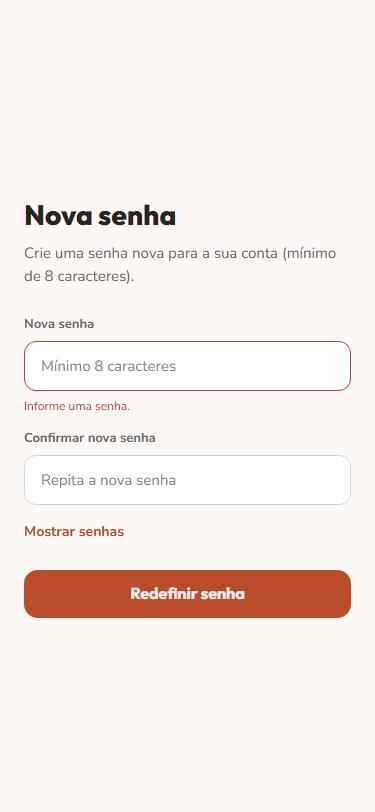 Nova senha
Crie uma senha nova para a sua conta (mínimo
de 8 caracteres).
Nova senha
Mínimo 8 caracteres
Informe uma senha.
Confirmar nova senha
Repita a nova senha
Mostrar senhas
Redefinir senha